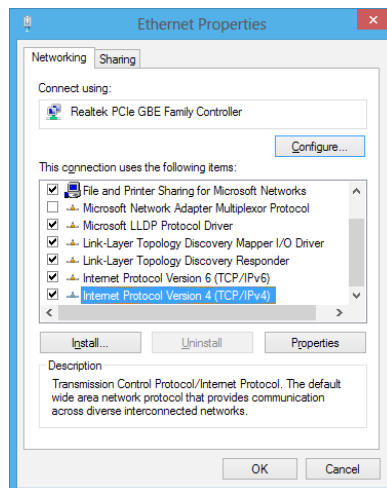 Ethernet Properties
Networking
Sharing
Connect using:
Realtek PCIe GBE Family Controller
Configure...
This connection uses the following items:
File and Printer Sharing for Microsoft Networks
Microsoft Network Adapter Multiplexor Protocol
Microsoft LLDP Protocol Driver
Link-Layer Topology Discovery Mapper I/O Driver
Link-Layer Topology Discovery Responder
Internet Protocol Version 6 (TCP/IPv6)
Internet Protocol Version 4 (TCP/IPv4)
Install...
Uninstall
Properties
Description
Transmission Control Protocol/Internet Protocol. The default
wide area network protocol that provides communication
across diverse interconnected networks.
OK
Cancel